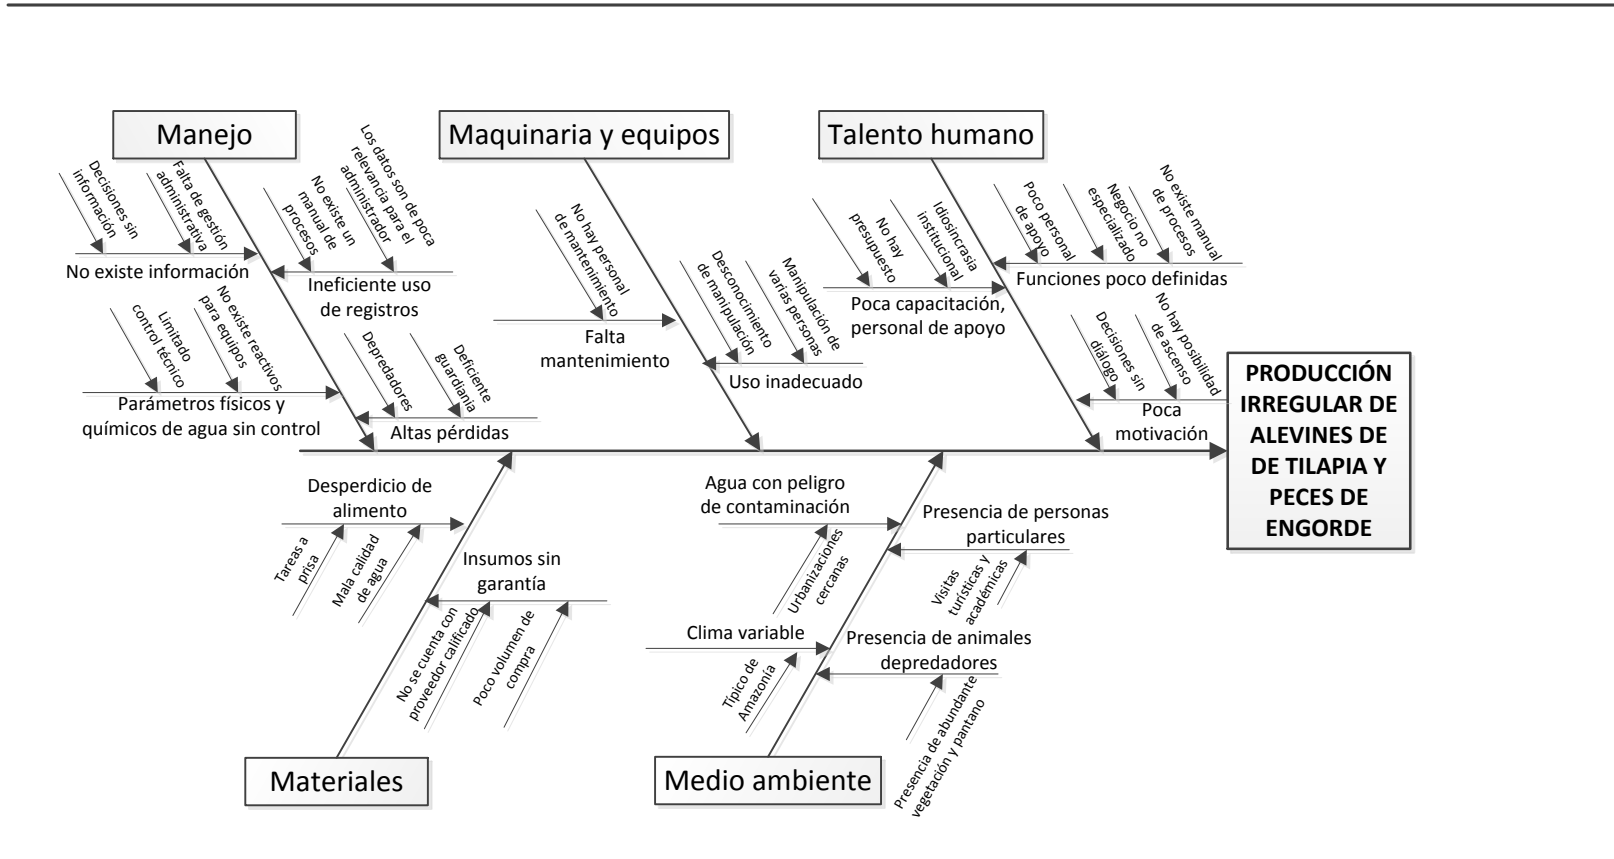 Manejo
Maquinaria y equipos
Talento humano
Decisiones sin
información
Falta de gestión
administrativa
No existe información
No existe un
manual de
procesos
Los datos son de poca
relevancia para el
administrador
Ineficiente uso
de registros
Limitado
control técnico
No existe reactivos
para equipos
Parámetros físicos y
químicos de agua sin control
Depredadores
Deficiente
guardiania
Altas pérdidas
No hay personal
de mantenimiento
Falta
mantenimiento
Desconocimiento
de manipulación
Manipulación de
varias personas
Uso inadecuado
No hay
presupuesto
Idiosincrasia
institucional
Poca capacitación,
personal de apoyo
Poco personal
de apoyo
Negocio no
especializado
No existe manual
de procesos
Funciones poco definidas
Decisiones sin
diálogo
No hay posibilidad
de ascenso
Poca
motivación
PRODUCCIÓN
IRREGULAR DE
ALEVINES DE
DE TILAPIA Y
PECES DE
ENGORDE
Desperdicio de
alimento
Tareas a
prisa
Mala calidad
de agua
Insumos sin
garantía
No se cuenta con
proveedor calificado
Poco volumen de
compra
Materiales
Agua con peligro
de contaminación
Urbanizaciones
cercanas
Presencia de personas
particulares
Visitas
turísticas y
académicas
Clima variable
Típico de
Amazonía
Presencia de animales
depredadores
Presencia de abundante
vegetación y pantano
Medio ambiente